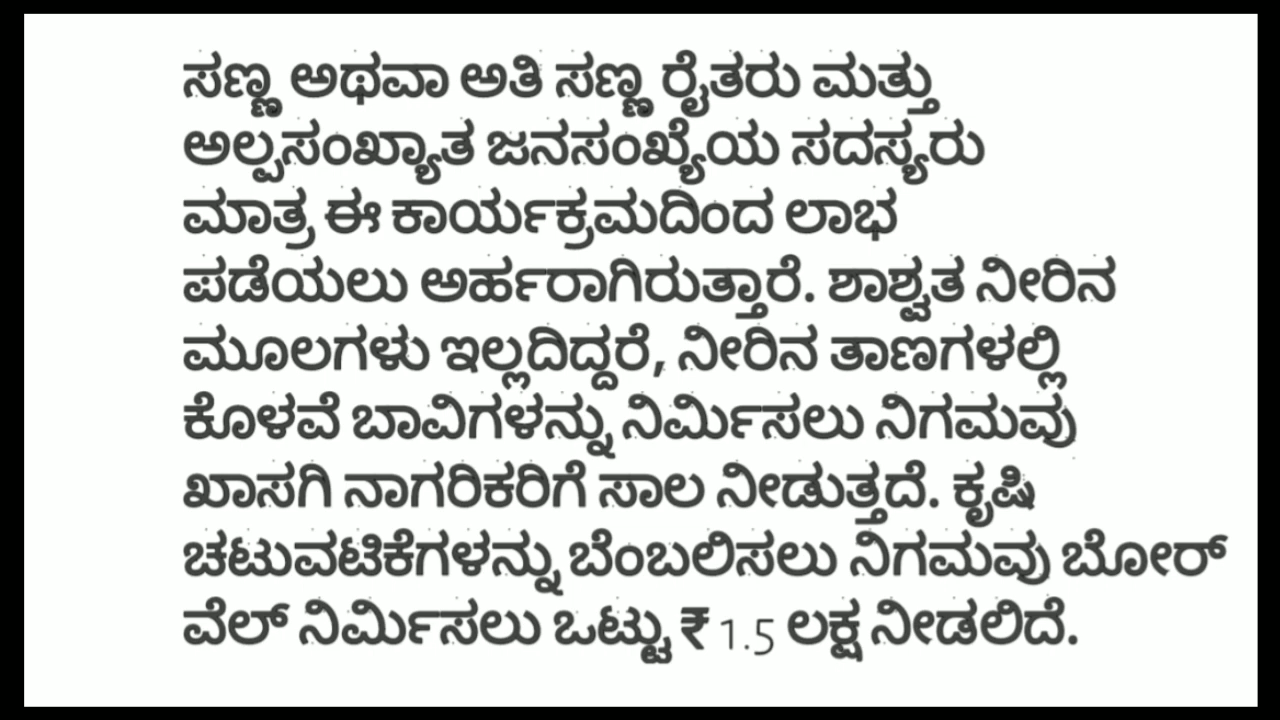 ಸಣ್ಣ ಅಥವಾ ಅತಿ ಸಣ್ಣ ರೈತರು ಮತ್ತು
ಅಲ್ಪಸಂಖ್ಯಾತ ಜನಸಂಖ್ಯೆಯ ಸದಸ್ಯರು
ಮಾತ್ರ ಈ ಕಾರ್ಯಕ್ರಮದಿಂದ ಲಾಭ
ಪಡೆಯಲು ಅರ್ಹರಾಗಿರುತ್ತಾರೆ. ಶಾಶ್ವತ ನೀರಿನ
ಮೂಲಗಳು ಇಲ್ಲದಿದ್ದರೆ, ನೀರಿನ ತಾಣಗಳಲ್ಲಿ
ಕೊಳವೆ ಬಾವಿಗಳನ್ನು ನಿರ್ಮಿಸಲು ನಿಗಮವು
ಖಾಸಗಿ ನಾಗರಿಕರಿಗೆ ಸಾಲ ನೀಡುತ್ತದೆ. ಕೃಷಿ
ಚಟುವಟಿಕೆಗಳನ್ನು ಬೆಂಬಲಿಸಲು ನಿಗಮವು ಬೋರ್
ವೆಲ್ ನಿರ್ಮಿಸಲು ಒಟ್ಟು ₹ 1.5 ಲಕ್ಷ ನೀಡಲಿದೆ.